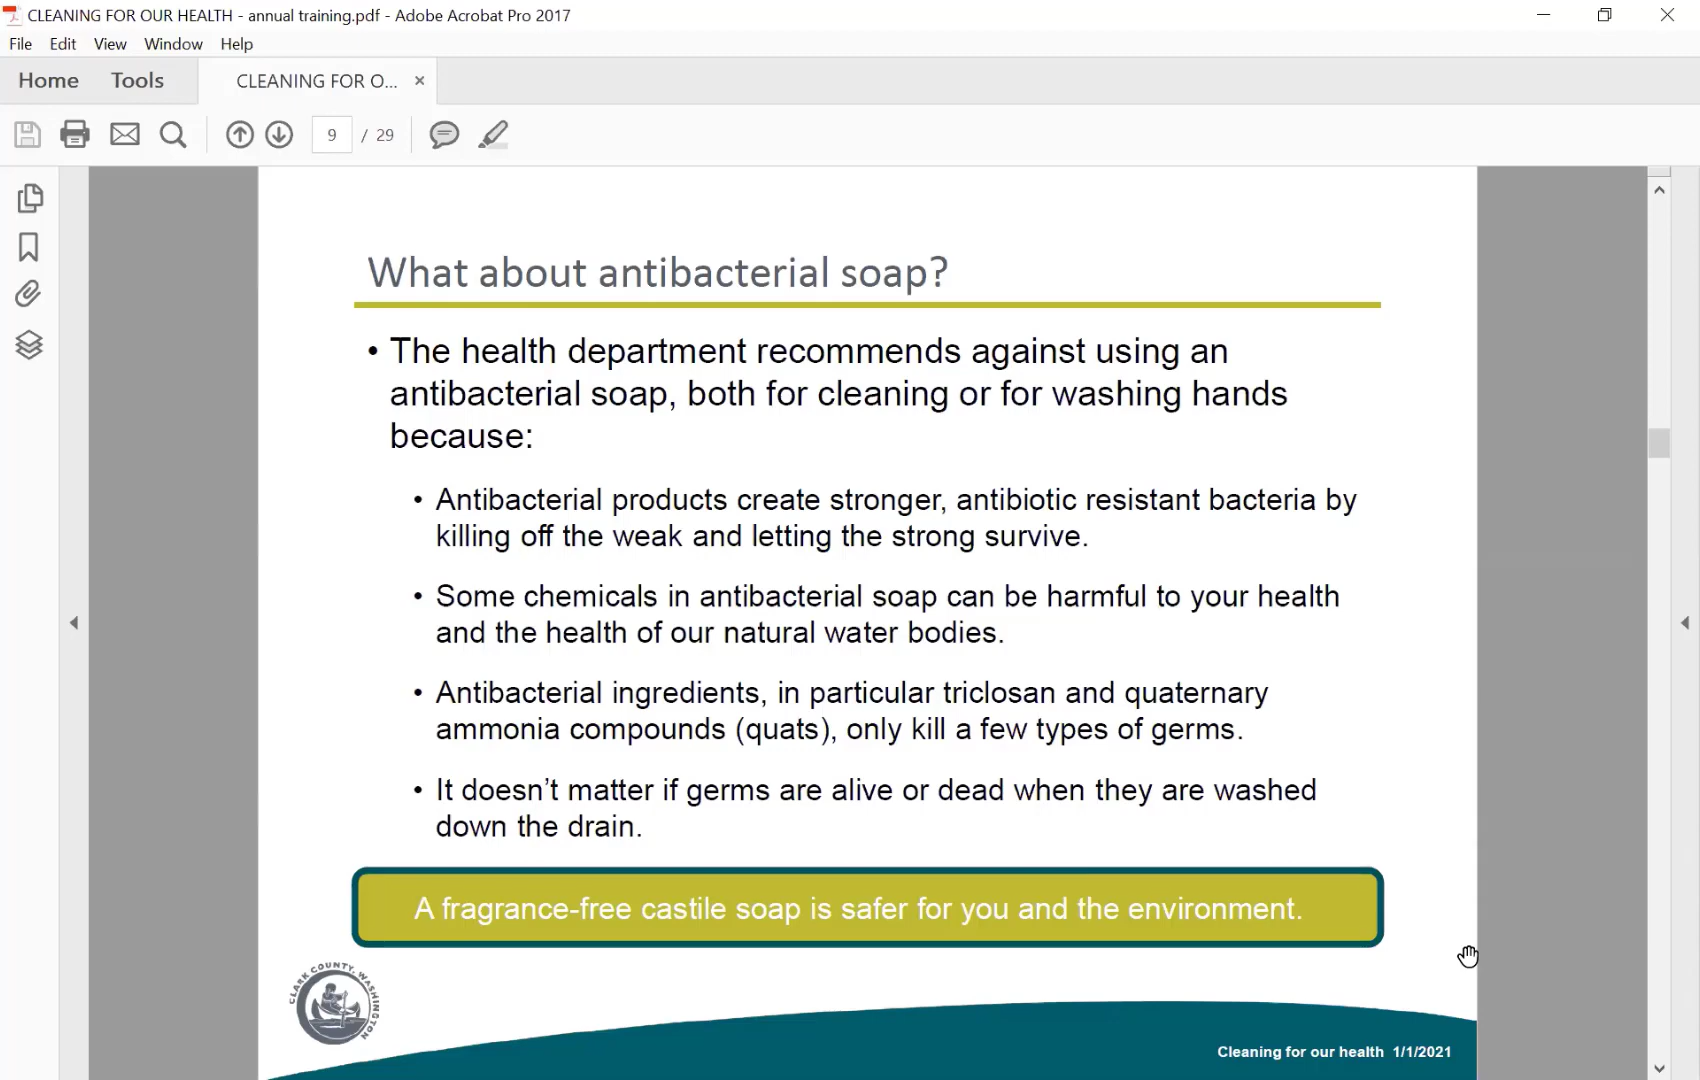 CLEANING FOR OUR HEALTH - annual training.pdf - Adobe Acrobat Pro 2017
File Edit View Window Help
Home Tools CLEANING FOR O... ×
9 / 29
What about antibacterial soap?
• The health department recommends against using an
antibacterial soap, both for cleaning or for washing hands
because:
• Antibacterial products create stronger, antibiotic resistant bacteria by
killing off the weak and letting the strong survive.
• Some chemicals in antibacterial soap can be harmful to your health
and the health of our natural water bodies.
• Antibacterial ingredients, in particular triclosan and quaternary
ammonia compounds (quats), only kill a few types of germs.
• It doesn’t matter if germs are alive or dead when they are washed
down the drain.
A fragrance-free castile soap is safer for you and the environment.
CLARK COUNTY, WASHINGTON
Cleaning for our health 1/1/2021